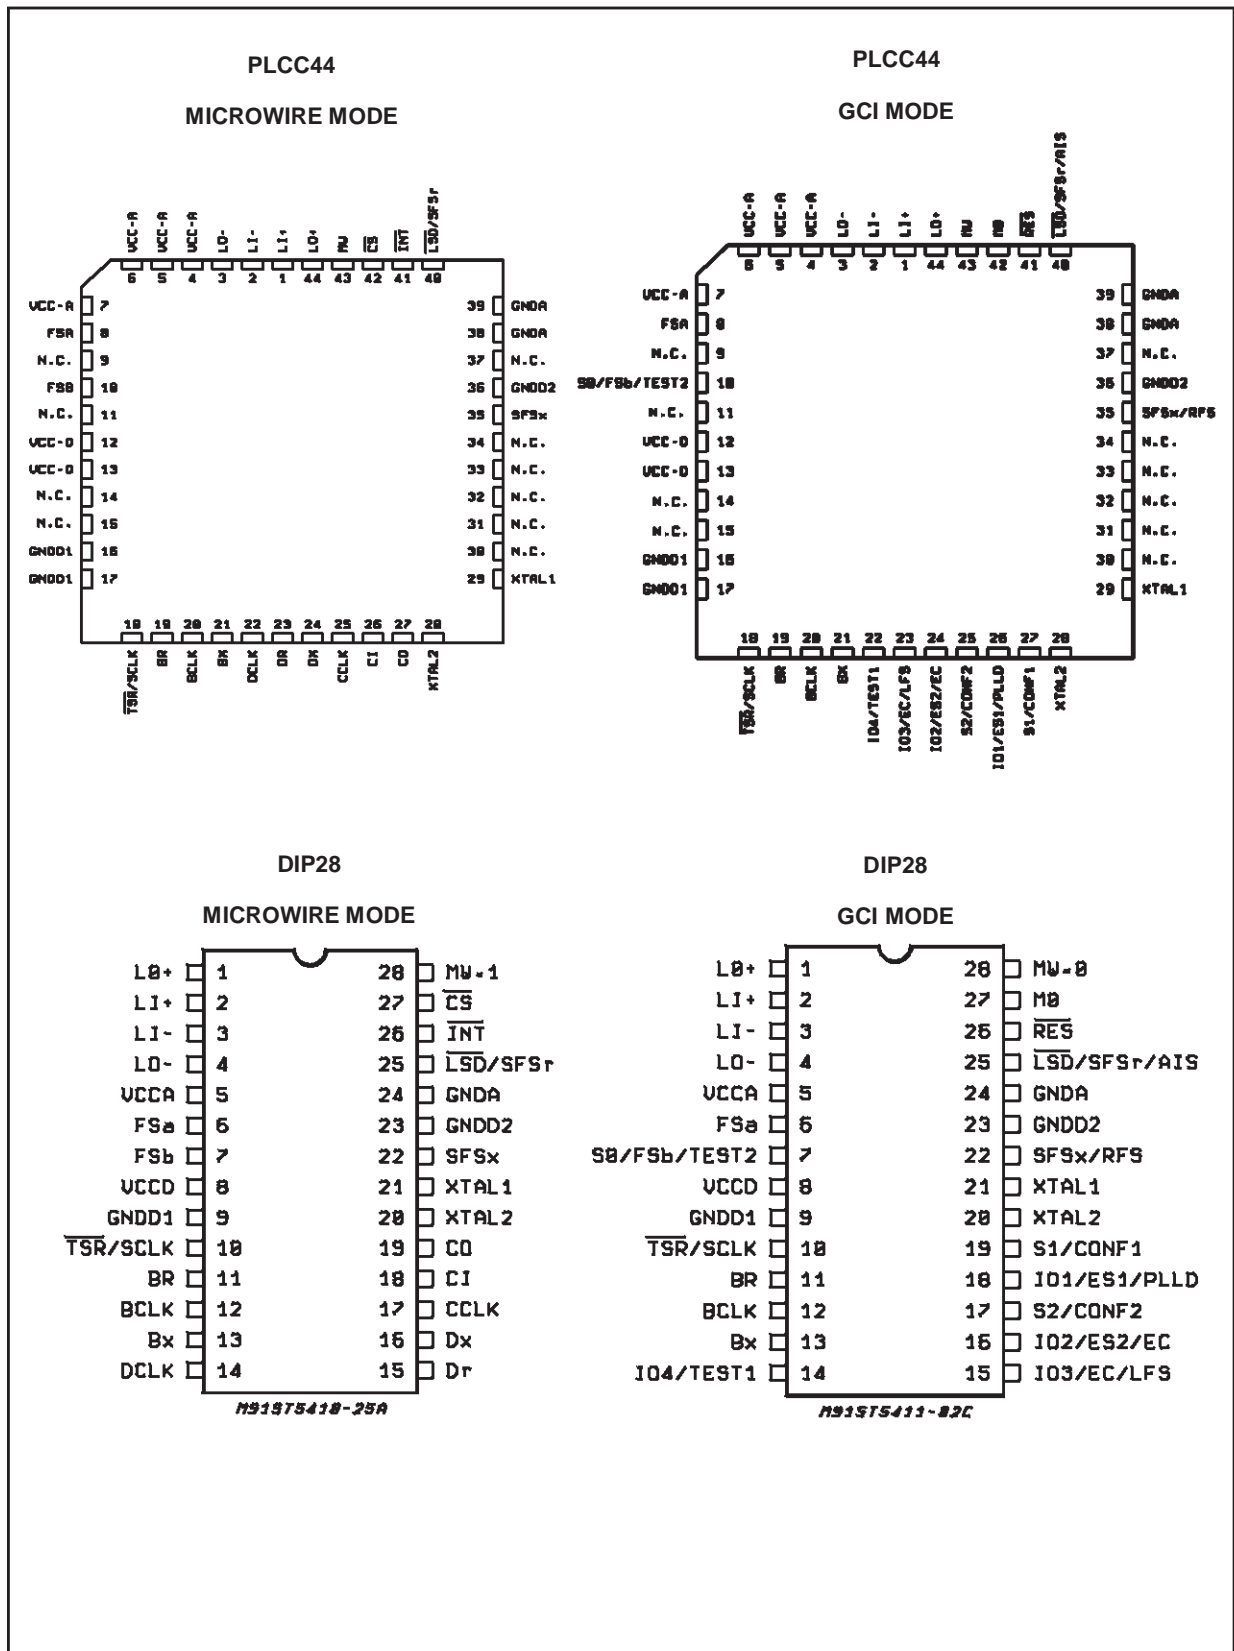 PLCC44
MICROWIRE MODE
VCC-A
VCC-A
VCC-A
LO-
LI-
LI+
LO+
MW
CS
INT
LSD/SFSr
6 5 4 3 2 1 44 43 42 41 40
VCC-A 7 39 GNDA
FSA 8 38 GNDA
N.C. 9 37 N.C.
FSB 10 36 GNDD2
N.C. 11 35 SFSx
VCC-D 12 34 N.C.
VCC-D 13 33 N.C.
N.C. 14 32 N.C.
N.C. 15 31 N.C.
GNDD1 16 30 N.C.
GNDD1 17 29 XTAL1
18 19 20 21 22 23 24 25 26 27 28
TSR/SCLK
BR
BCLK
BX
DCLK
DR
DX
CCLK
CI
CO
XTAL2
PLCC44
GCI MODE
VCC-A
VCC-A
VCC-A
LO-
LI-
LI+
LO+
MW
M0
RES
LSD/SFSr/AIS
6 5 4 3 2 1 44 43 42 41 40
VCC-A 7 39 GNDA
FSA 8 38 GNDA
N.C. 9 37 N.C.
S0/FSb/TEST2 10 36 GNDD2
N.C. 11 35 SFSx/RFS
VCC-D 12 34 N.C.
VCC-D 13 33 N.C.
N.C. 14 32 N.C.
N.C. 15 31 N.C.
GNDD1 16 30 N.C.
GNDD1 17 29 XTAL1
18 19 20 21 22 23 24 25 26 27 28
TSR/SCLK
BR
BCLK
BX
IO4/TEST1
IO3/EC/LFS
IO2/ES2/EC
S2/CONF2
IO1/ES1/PLLD
S1/CONF1
XTAL2
DIP28
MICROWIRE MODE
L0+ 1 28 MW=1
LI+ 2 27 CS
LI- 3 26 INT
LO- 4 25 LSD/SFSr
VCCA 5 24 GNDA
FSa 6 23 GNDD2
FSb 7 22 SFSx
VCCD 8 21 XTAL1
GNDD1 9 20 XTAL2
TSR/SCLK 10 19 CO
BR 11 18 CI
BCLK 12 17 CCLK
Bx 13 16 Dx
DCLK 14 15 Dr
M91ST5410-25A
DIP28
GCI MODE
L0+ 1 28 MW=0
LI+ 2 27 M0
LI- 3 26 RES
LO- 4 25 LSD/SFSr/AIS
VCCA 5 24 GNDA
FSa 6 23 GNDD2
S0/FSb/TEST2 7 22 SFSx/RFS
VCCD 8 21 XTAL1
GNDD1 9 20 XTAL2
TSR/SCLK 10 19 S1/CONF1
BR 11 18 IO1/ES1/PLLD
BCLK 12 17 S2/CONF2
Bx 13 16 IO2/ES2/EC
IO4/TEST1 14 15 IO3/EC/LFS
M91ST5411-02C